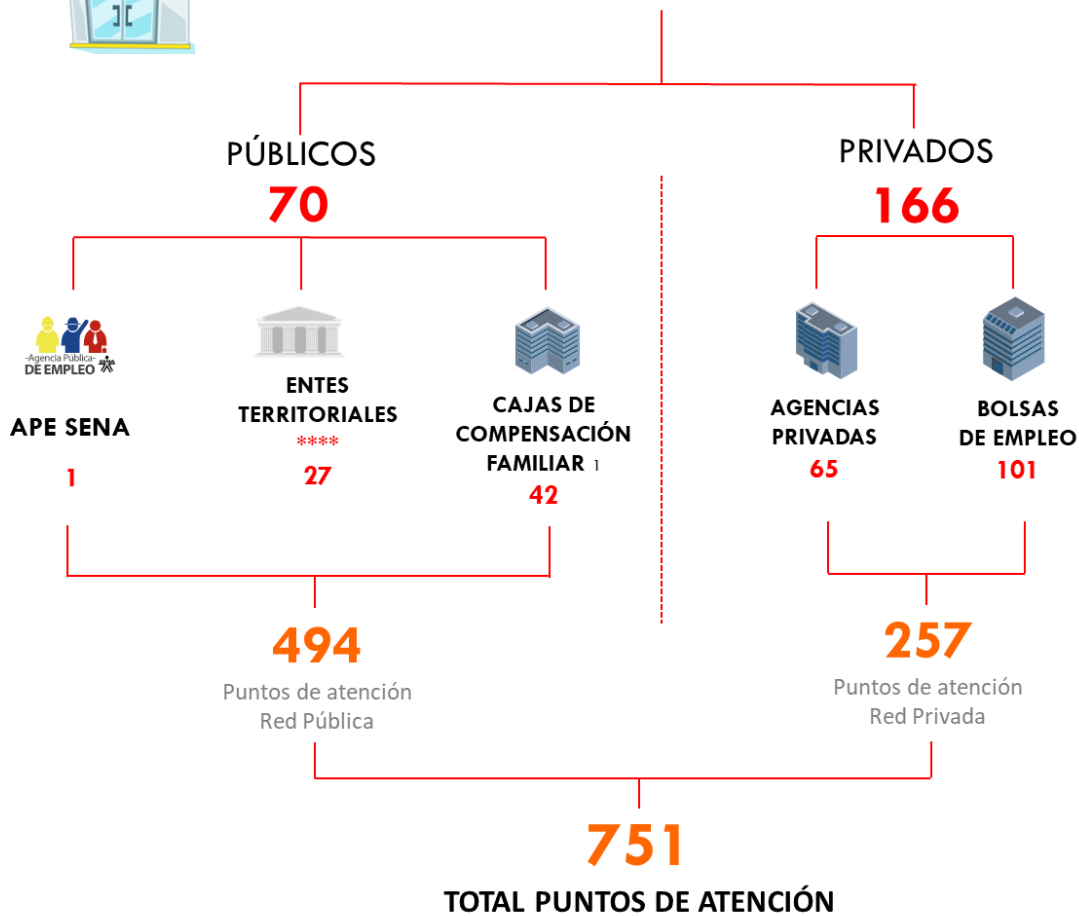 PÚBLICOS
70
PRIVADOS
166
-Agencia Pública-
DE EMPLEO
APE SENA
1
ENTES
TERRITORIALES
****
27
CAJAS DE
COMPENSACIÓN
FAMILIAR 1
42
AGENCIAS
PRIVADAS
65
BOLSAS
DE EMPLEO
101
494
Puntos de atención
Red Pública
257
Puntos de atención
Red Privada
751
TOTAL PUNTOS DE ATENCIÓN